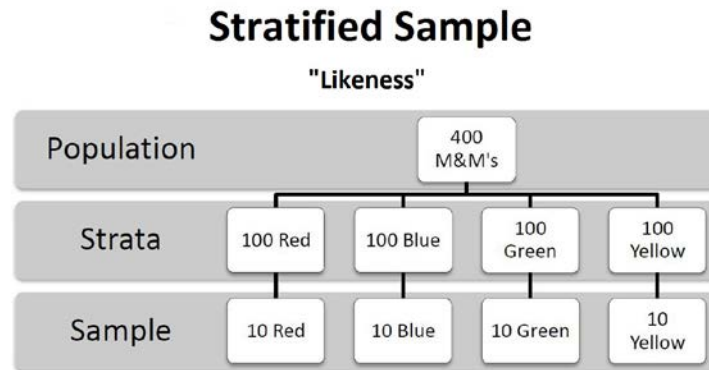 Stratified Sample
"Likeness"
Population
400
M&M's
Strata
100 Red
100 Blue
100
Green
100
Yellow
Sample
10 Red
10 Blue
10 Green
10
Yellow